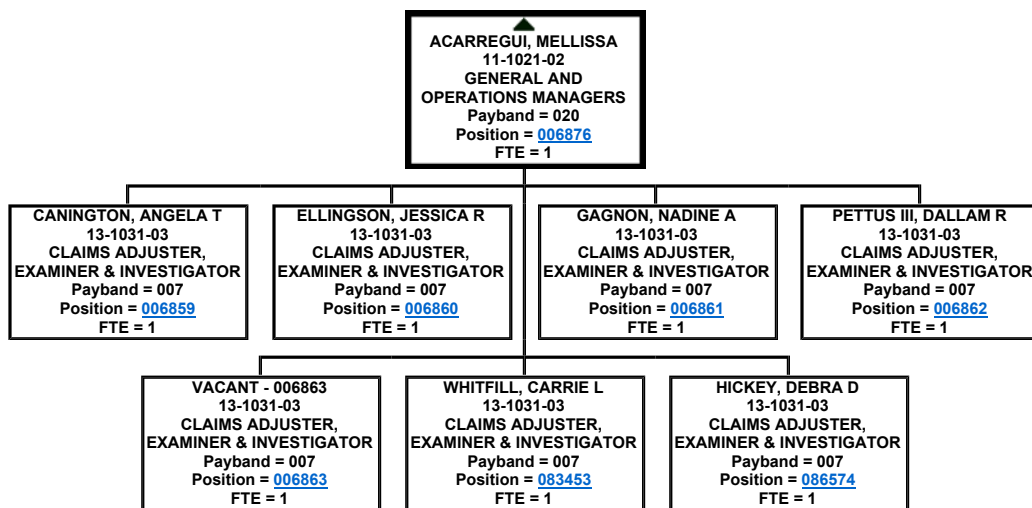 ACARREGUI, MELLISSA
11-1021-02
GENERAL AND
OPERATIONS MANAGERS
Payband = 020
Position = 006876
FTE = 1
CANINGTON, ANGELA T
13-1031-03
CLAIMS ADJUSTER,
EXAMINER & INVESTIGATOR
Payband = 007
Position = 006859
FTE = 1
ELLINGSON, JESSICA R
13-1031-03
CLAIMS ADJUSTER,
EXAMINER & INVESTIGATOR
Payband = 007
Position = 006860
FTE = 1
GAGNON, NADINE A
13-1031-03
CLAIMS ADJUSTER,
EXAMINER & INVESTIGATOR
Payband = 007
Position = 006861
FTE = 1
PETTUS III, DALLAM R
13-1031-03
CLAIMS ADJUSTER,
EXAMINER & INVESTIGATOR
Payband = 007
Position = 006862
FTE = 1
VACANT - 006863
13-1031-03
CLAIMS ADJUSTER,
EXAMINER & INVESTIGATOR
Payband = 007
Position = 006863
FTE = 1
WHITFILL, CARRIE L
13-1031-03
CLAIMS ADJUSTER,
EXAMINER & INVESTIGATOR
Payband = 007
Position = 083453
FTE = 1
HICKEY, DEBRA D
13-1031-03
CLAIMS ADJUSTER,
EXAMINER & INVESTIGATOR
Payband = 007
Position = 086574
FTE = 1